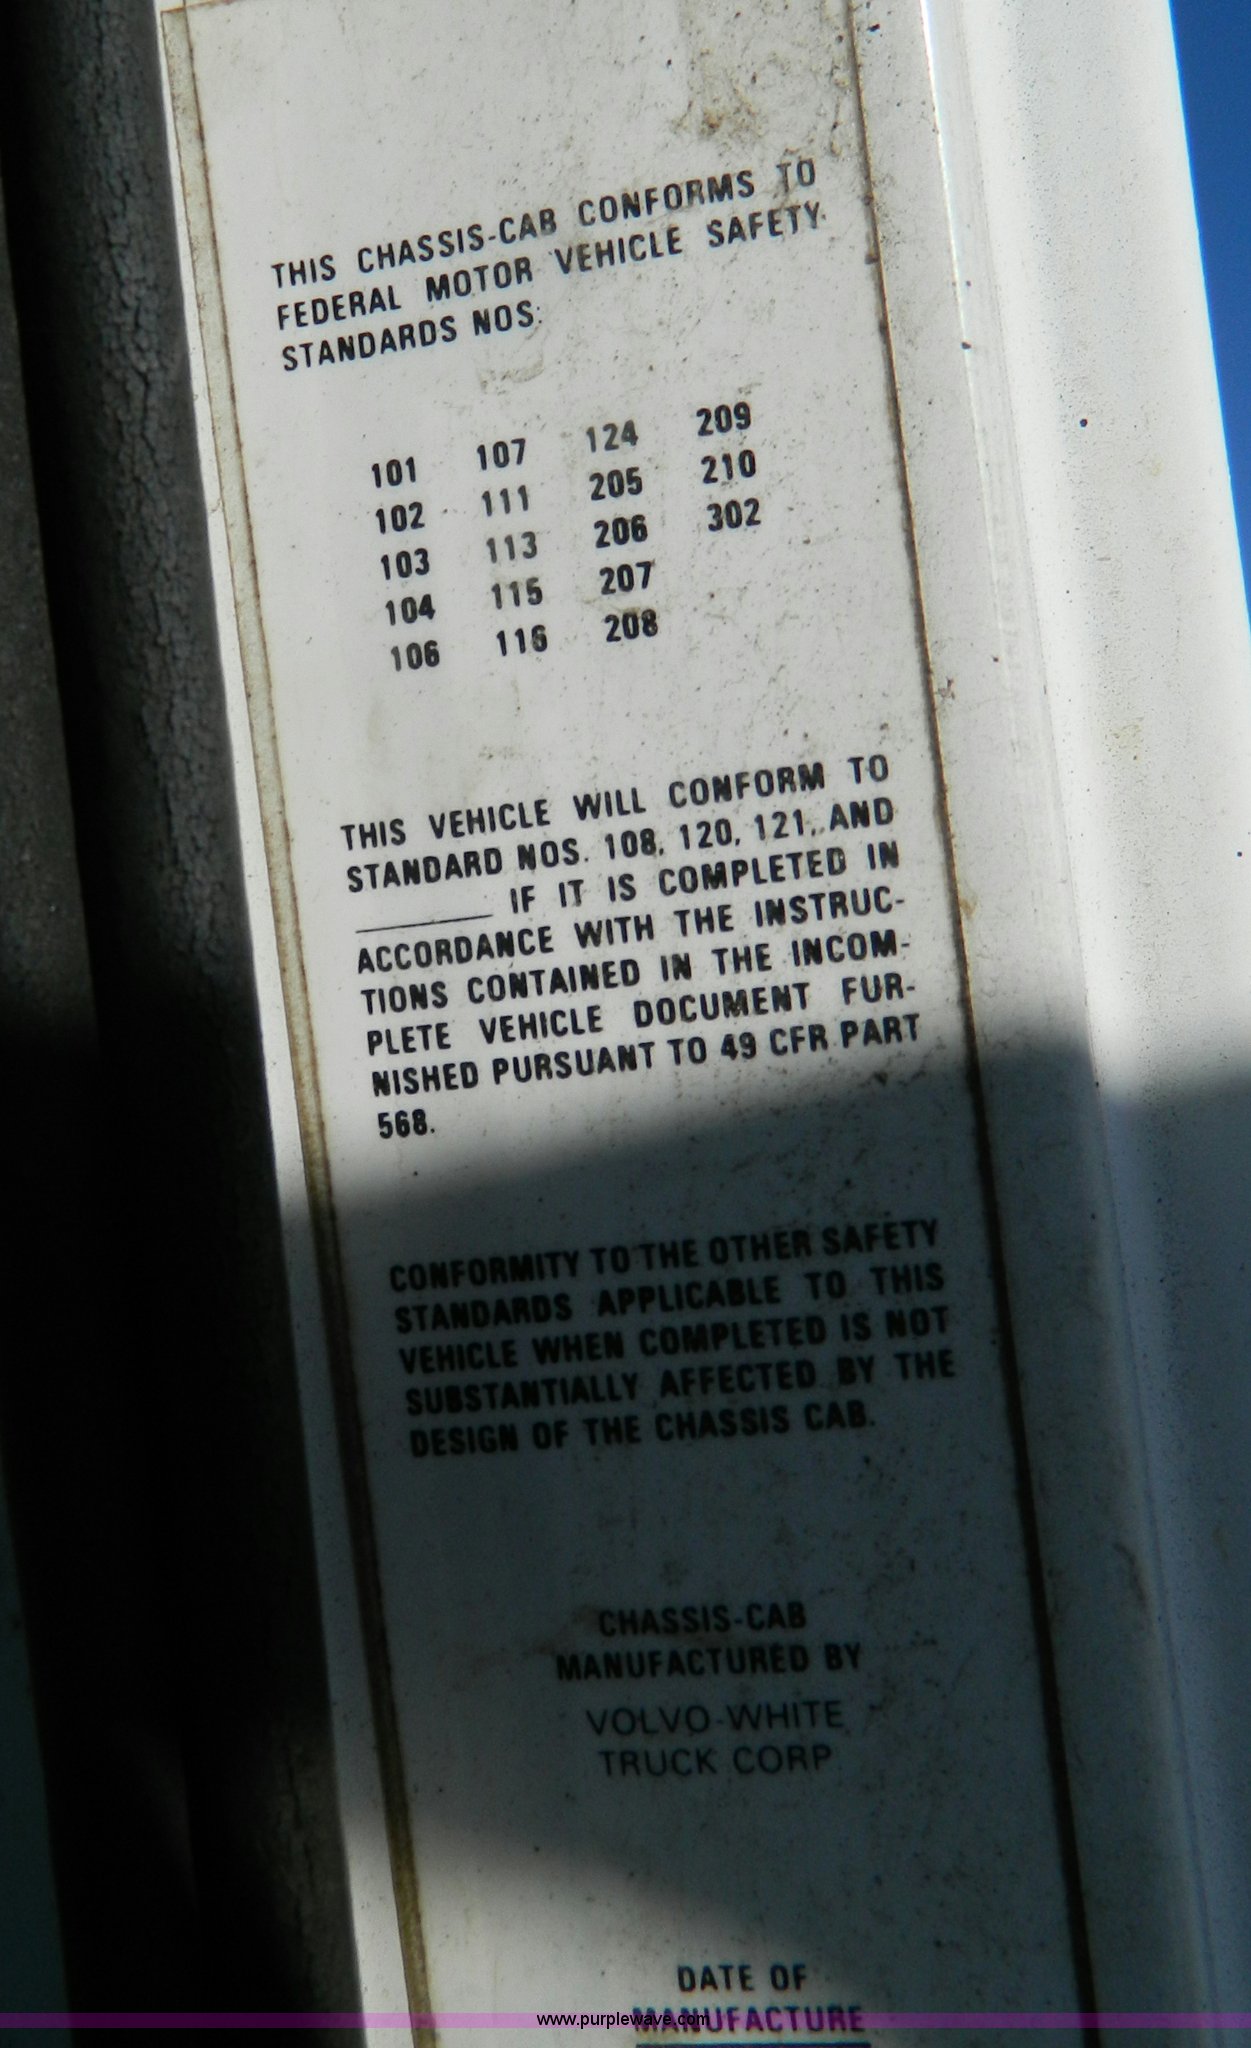 THIS CHASSIS-CAB CONFORMS TO
FEDERAL MOTOR VEHICLE SAFETY
STANDARDS NOS.
101 107 124 209
102 111 205 210
103 113 206 302
104 115 207
106 116 208
THIS VEHICLE WILL CONFORM TO
STANDARD NOS. 108, 120, 121, AND
________ IF IT IS COMPLETED IN
ACCORDANCE WITH THE INSTRUC-
TIONS CONTAINED IN THE INCOM-
PLETE VEHICLE DOCUMENT FUR-
NISHED PURSUANT TO 49 CFR PART
568.
CONFORMITY TO THE OTHER SAFETY
STANDARDS APPLICABLE TO THIS
VEHICLE WHEN COMPLETED IS NOT
SUBSTANTIALLY AFFECTED BY THE
DESIGN OF THE CHASSIS CAB.
CHASSIS-CAB
MANUFACTURED BY
VOLVO-WHITE
TRUCK CORP
DATE OF
MANUFACTURE
www.purplewave.com